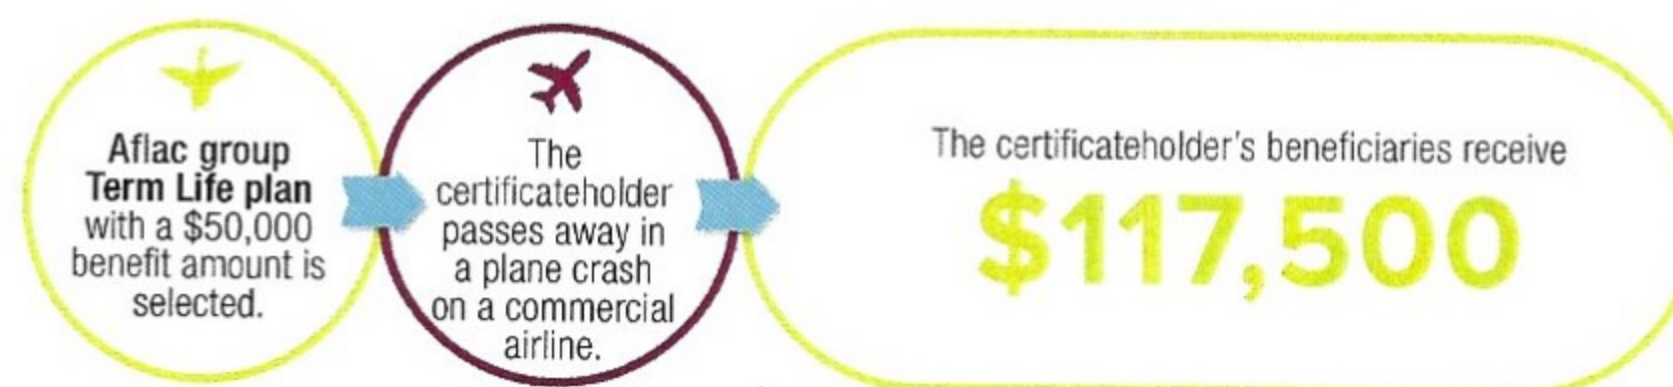 Aflac group
Term Life plan
with a $50,000
benefit amount is
selected.
The
certificateholder
passes away in
a plane crash
on a commercial
airline.
The certificateholder's beneficiaries receive
$117,500